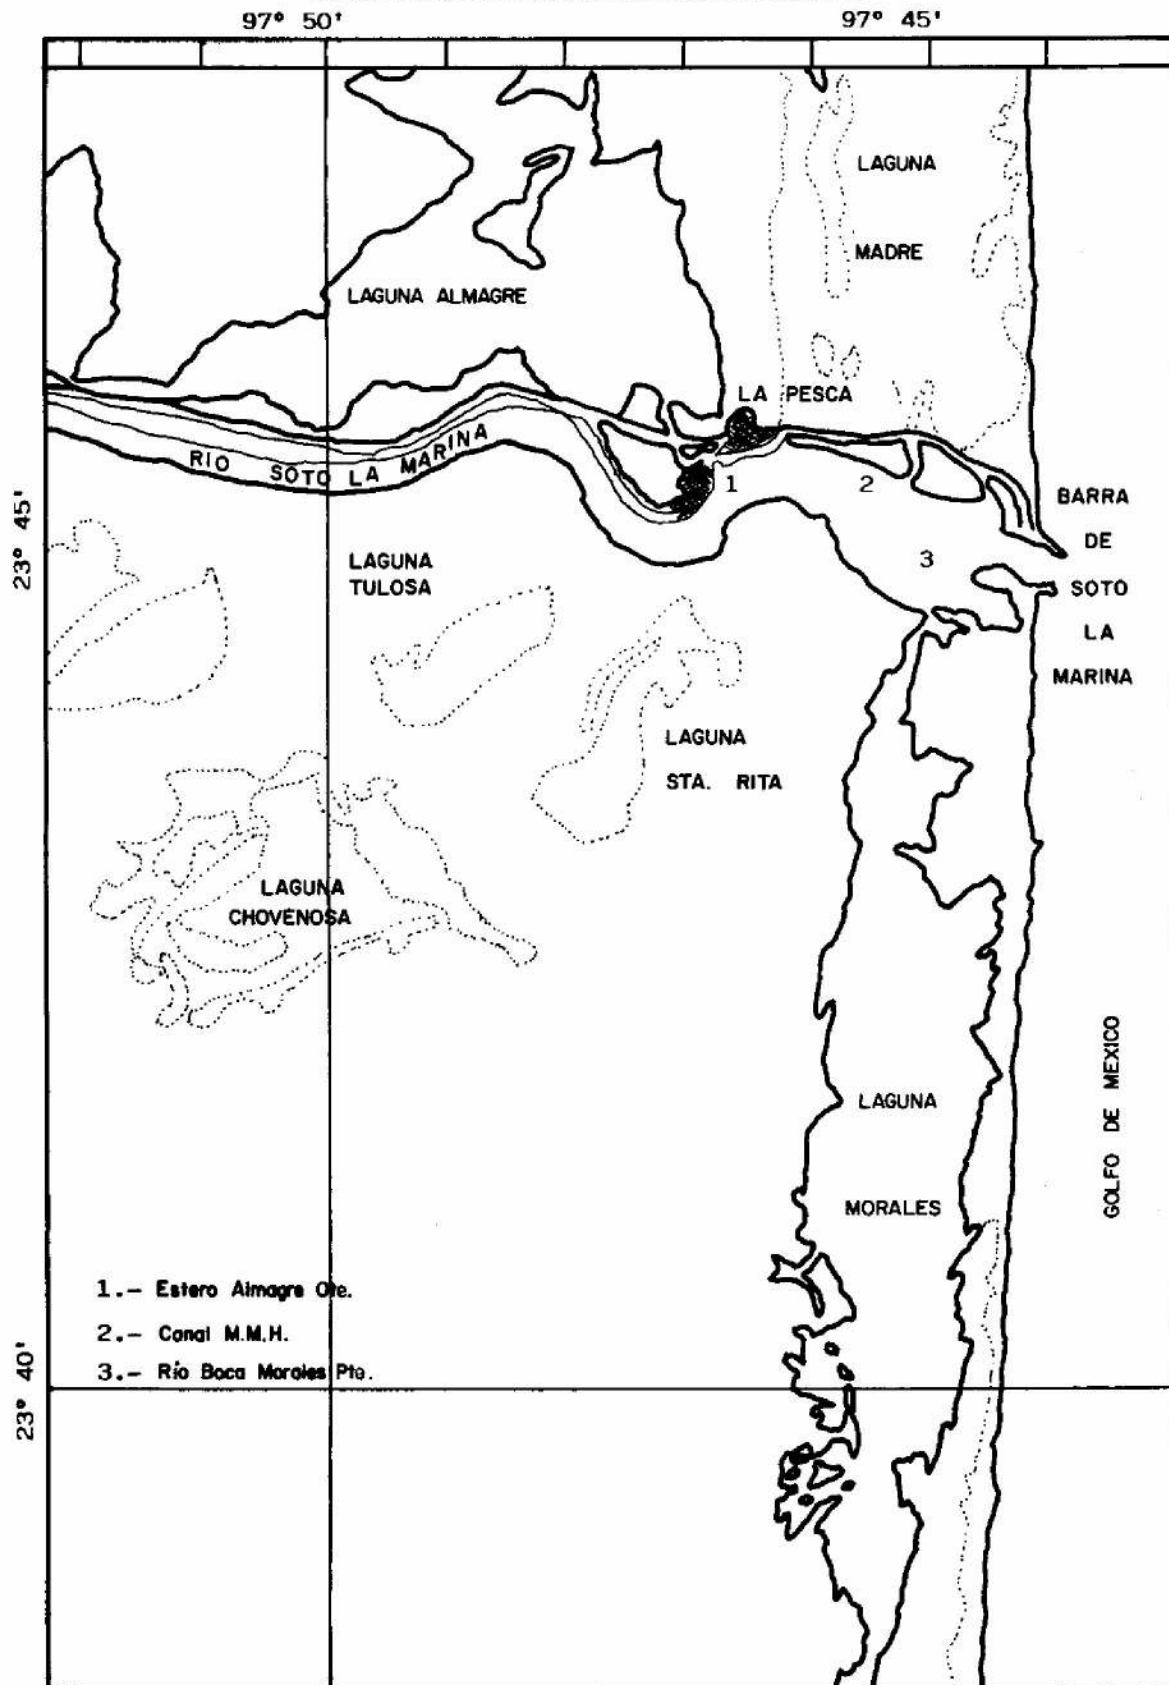 97° 50'
97° 45'
LAGUNA
MADRE
LAGUNA ALMAGRE
LA PESCA
RIO SOTO LA MARINA
1
2
3
BARRA
DE
SOTO
LA
MARINA
23° 45'
LAGUNA
TULOSA
LAGUNA
STA. RITA
LAGUNA
CHOVENOSA
LAGUNA
MORALES
GOLFO DE MEXICO
1.- Estero Almagre Ote.
2.- Canal M.M.H.
3.- Río Boca Morales Pte.
23° 40'